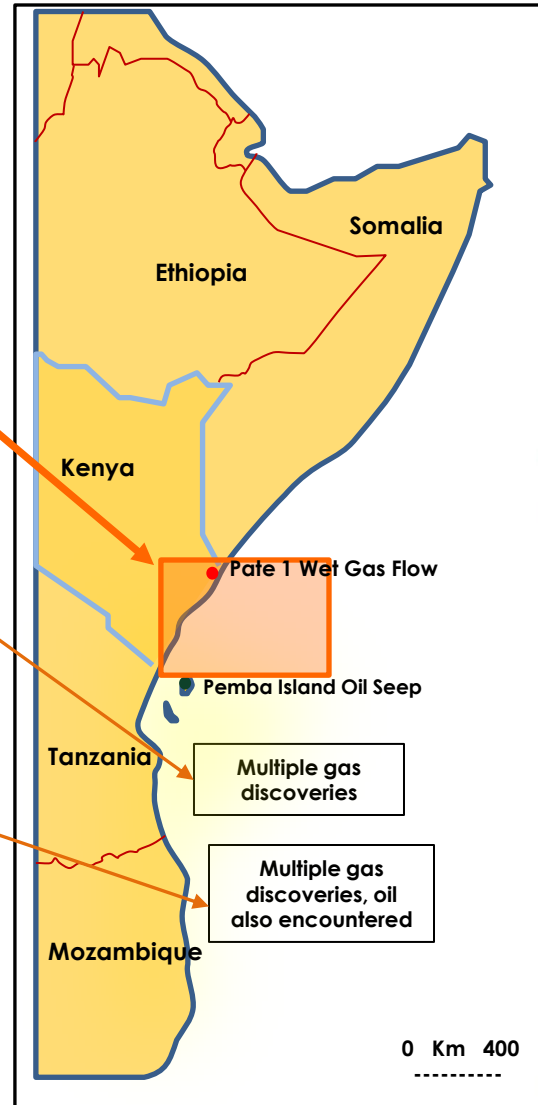 Somalia
Ethiopia
Kenya
Pate 1 Wet Gas Flow
Pemba Island Oil Seep
Tanzania
Multiple gas
discoveries
Multiple gas
discoveries, oil
also encountered
Mozambique
0 Km 400